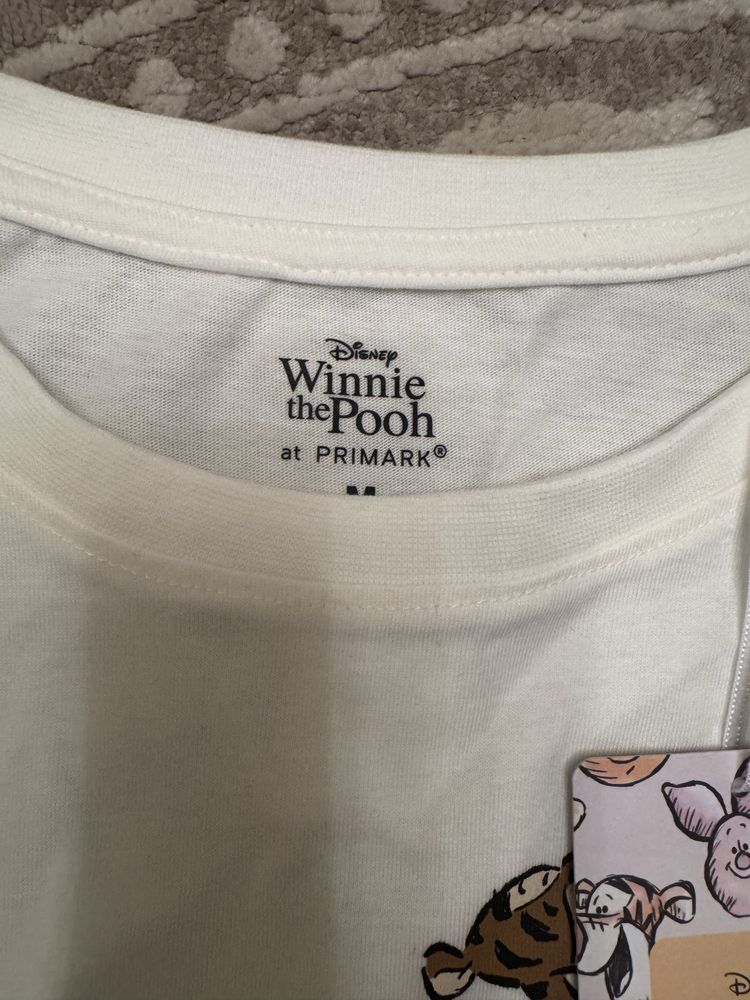 Disney
Winnie
the Pooh
at PRIMARK®
M